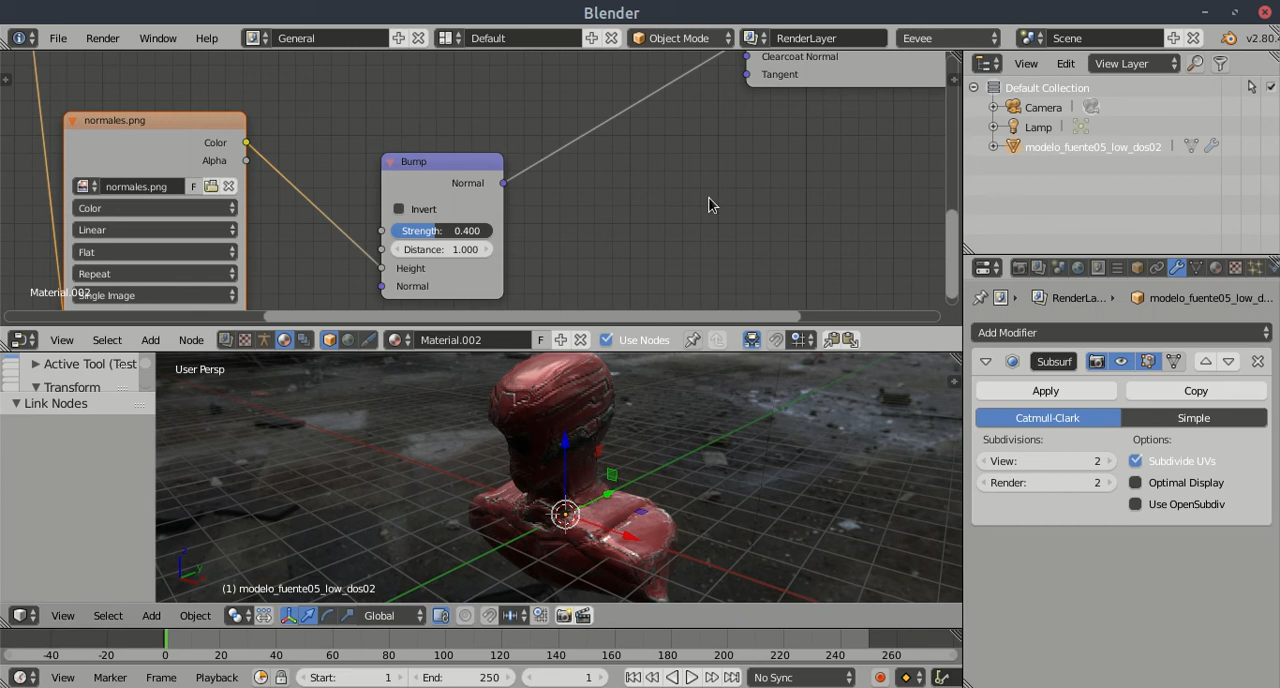 Blender
File Render Window Help General Default Object Mode RenderLayer Eevee Scene v2.80.
Clearcoat Normal
Tangent
normales.png
Color
Alpha
normales.png F
Color
Linear
Flat
Repeat
Single Image
Material.002
Bump
Normal
Invert
Strength: 0.400
Distance: 1.000
Height
Normal
View Select Add Node Material.002 F Use Nodes
Active Tool (Test
Transform
Link Nodes
User Persp
(1) modelo_fuente05_low_dos02
View Select Add Object Global
-40 -20 0 20 40 60 80 100 120 140 160 180 200 220 240 260
View Marker Frame Playback Start: 1 End: 250 1 No Sync
View Edit View Layer
Default Collection
Camera
Lamp
modelo_fuente05_low_dos02
RenderLa... modelo_fuente05_low_d...
Add Modifier
Subsurf
Apply Copy
Catmull-Clark Simple
Subdivisions: Options:
View: 2 Subdivide UVs
Render: 2 Optimal Display
Use OpenSubdiv